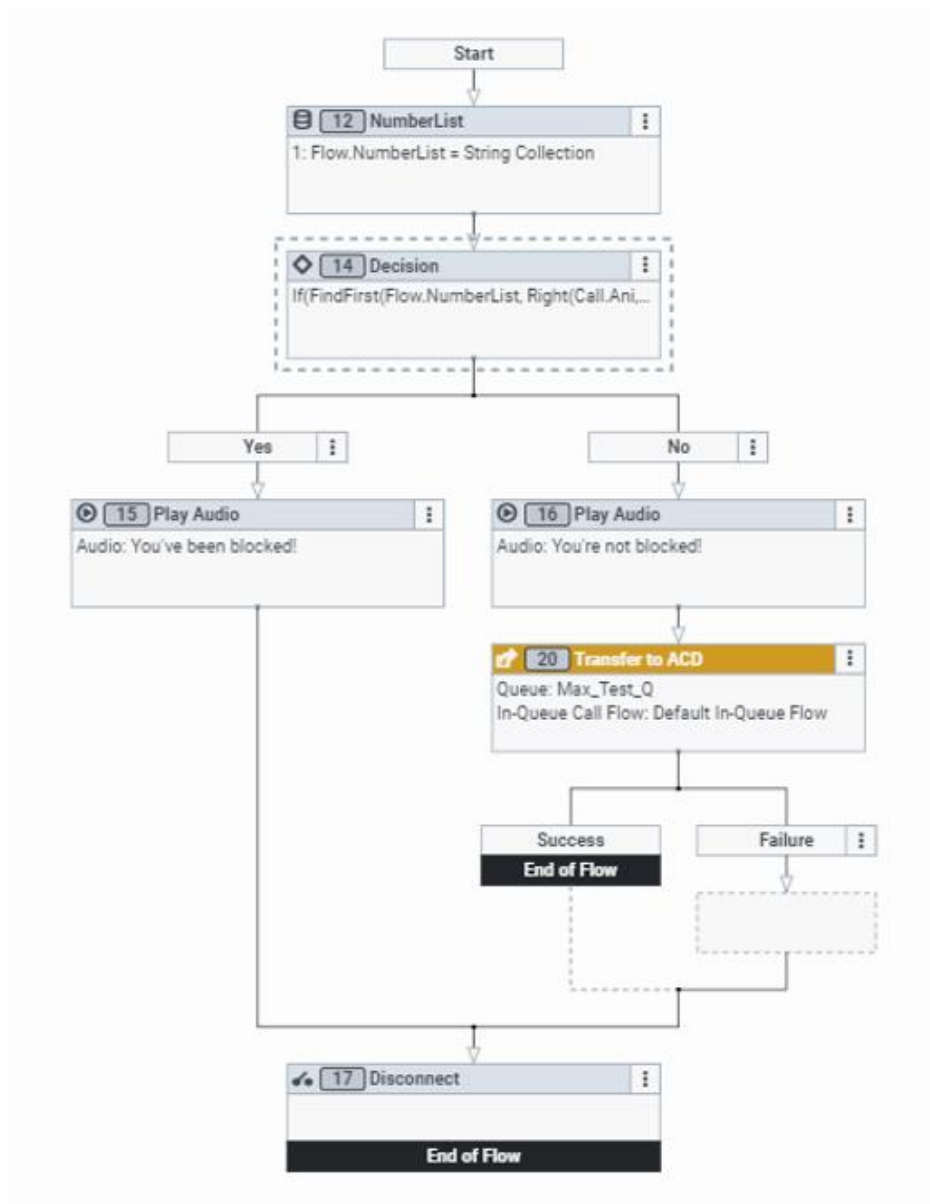 Start
12 NumberList
1: Flow.NumberList = String Collection
14 Decision
If(FindFirst(Flow.NumberList, Right(Call.Ani,...
Yes
No
15 Play Audio
Audio: You've been blocked!
16 Play Audio
Audio: You're not blocked!
20 Transfer to ACD
Queue: Max_Test_Q
In-Queue Call Flow: Default In-Queue Flow
Success
Failure
End of Flow
17 Disconnect
End of Flow